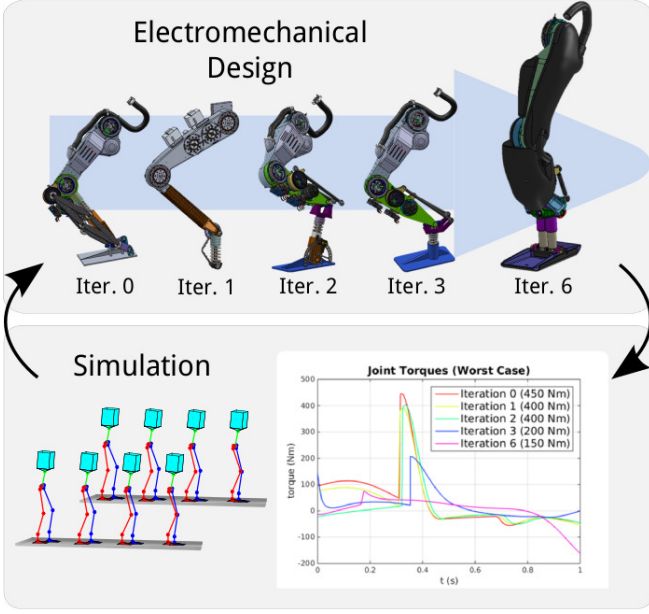 Electromechanical
Design
Iter. 0
Iter. 1
Iter. 2
Iter. 3
Iter. 6
Simulation
Joint Torques (Worst Case)
500
400
300
200
100
0
-100
-200
torque (Nm)
Iteration 0 (450 Nm)
Iteration 1 (400 Nm)
Iteration 2 (400 Nm)
Iteration 3 (200 Nm)
Iteration 6 (150 Nm)
0
0.2
0.4
0.6
0.8
1
t (s)